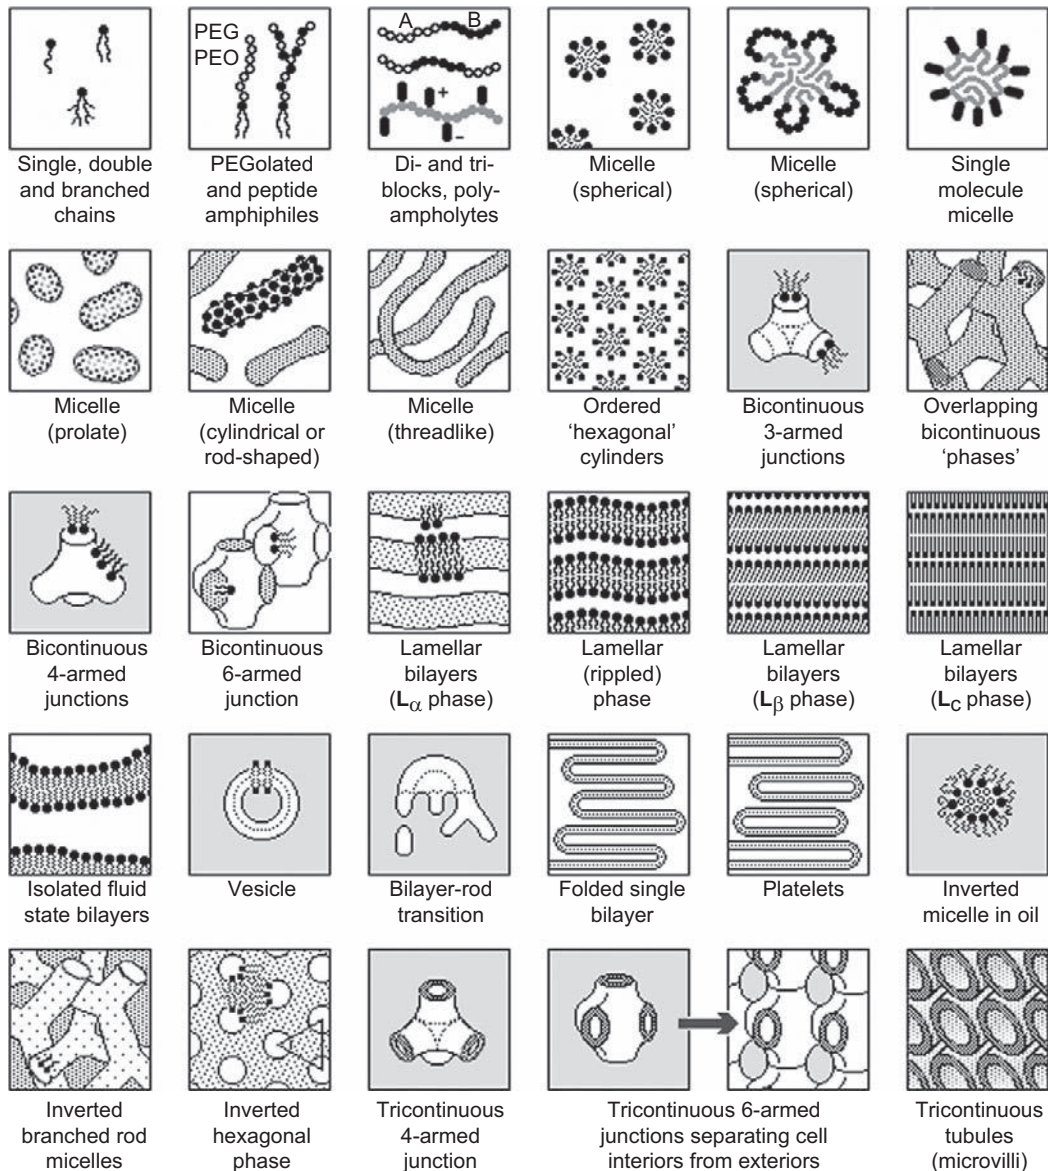 PEG
PEO
A
B
+
–
Single, double
and branched
chains
PEGolated
and peptide
amphiphiles
Di- and tri-
blocks, poly-
ampholytes
Micelle
(spherical)
Micelle
(spherical)
Single
molecule
micelle
Micelle
(prolate)
Micelle
(cylindrical or
rod-shaped)
Micelle
(threadlike)
Ordered
‘hexagonal’
cylinders
Bicontinuous
3-armed
junctions
Overlapping
bicontinuous
‘phases’
Bicontinuous
4-armed
junctions
Bicontinuous
6-armed
junction
Lamellar
bilayers
(Lα phase)
Lamellar
(rippled)
phase
Lamellar
bilayers
(Lβ phase)
Lamellar
bilayers
(LC phase)
Isolated fluid
state bilayers
Vesicle
Bilayer-rod
transition
Folded single
bilayer
Platelets
Inverted
micelle in oil
Inverted
branched rod
micelles
Inverted
hexagonal
phase
Tricontinuous
4-armed
junction
Tricontinuous 6-armed
junctions separating cell
interiors from exteriors
Tricontinuous
tubules
(microvilli)